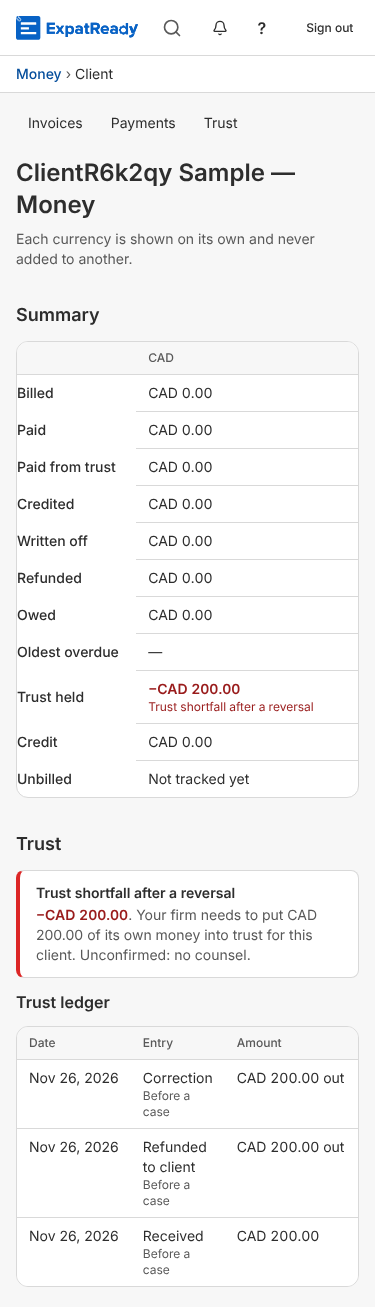 ExpatReady
?
Sign out
Money › Client
Invoices Payments Trust
ClientR6k2qy Sample —
Money
Each currency is shown on its own and never
added to another.
Summary
CAD
Billed CAD 0.00
Paid CAD 0.00
Paid from trust CAD 0.00
Credited CAD 0.00
Written off CAD 0.00
Refunded CAD 0.00
Owed CAD 0.00
Oldest overdue —
Trust held −CAD 200.00
Trust shortfall after a reversal
Credit CAD 0.00
Unbilled Not tracked yet
Trust
Trust shortfall after a reversal
−CAD 200.00. Your firm needs to put CAD
200.00 of its own money into trust for this
client. Unconfirmed: no counsel.
Trust ledger
Date Entry Amount
Nov 26, 2026 Correction CAD 200.00 out
Before a
case
Nov 26, 2026 Refunded CAD 200.00 out
to client
Before a
case
Nov 26, 2026 Received CAD 200.00
Before a
case